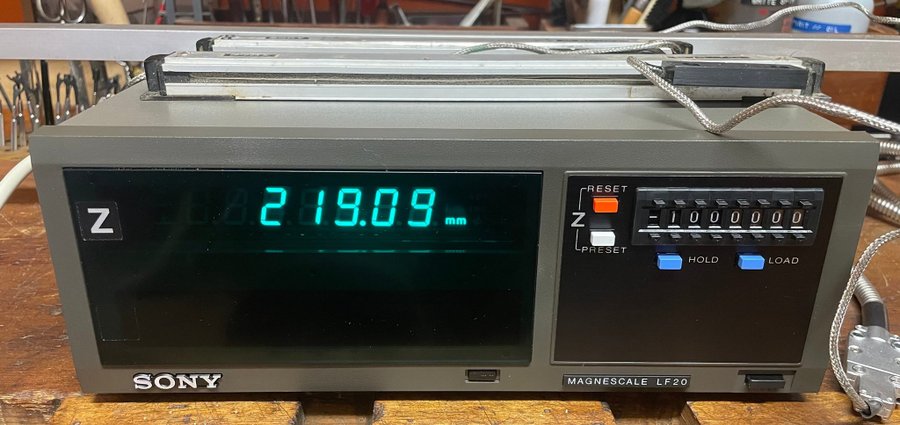 Z
219.09 mm
RESET
Z
PRESET
-1000000
HOLD
LOAD
SONY
MAGNESCALE LF20